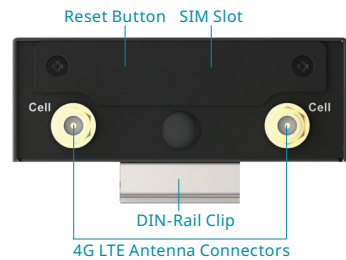 Reset Button SIM Slot
Cell Cell
DIN-Rail Clip
4G LTE Antenna Connectors